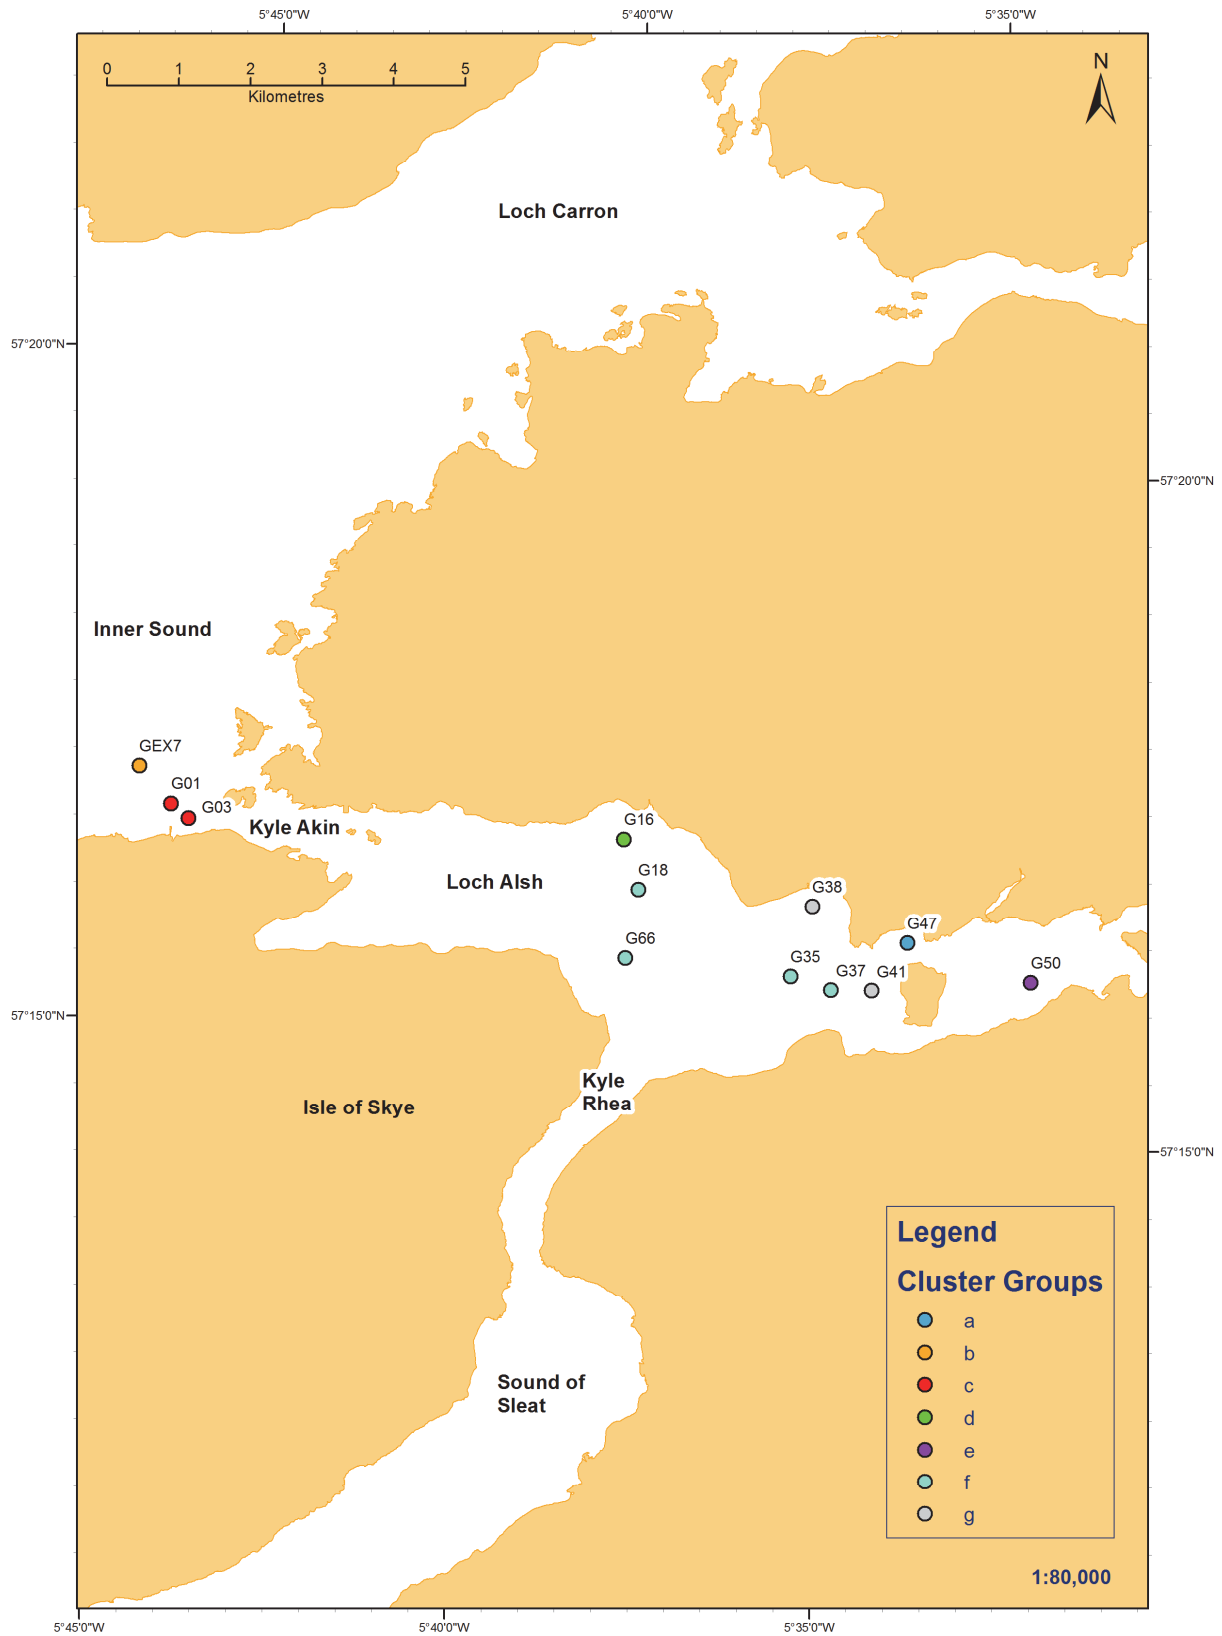 5°45'0"W 5°40'0"W 5°35'0"W
0 1 2 3 4 5
Kilometres
N
Loch Carron
57°20'0"N
57°20'0"N
Inner Sound
GEX7
G01
G03
Kyle Akin
G16
G18
Loch Alsh
G38
G47
G66
G35
G37
G41
G50
57°15'0"N
Kyle
Rhea
Isle of Skye
57°15'0"N
Legend
Cluster Groups
a
b
c
d
e
f
g
Sound of
Sleat
1:80,000
5°45'0"W 5°40'0"W 5°35'0"W